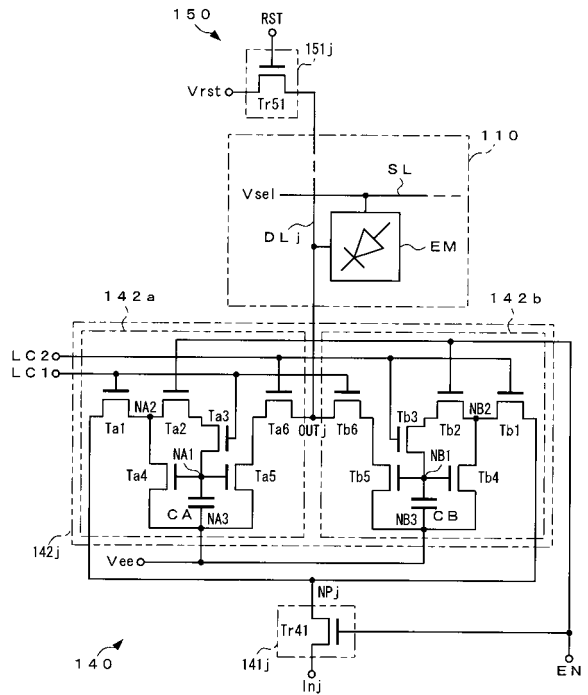 150
RST
151j
Vrst
Tr51
110
SL
Vsel
DLj
EM
142a
142b
LC2
LC1
NA2
Ta3
Tb3
NB2
Ta1
Ta2
Ta6
OUTj
Tb6
Tb2
Tb1
NA1
NB1
Ta4
Ta5
Tb5
Tb4
CA
NA3
NB3
CB
142j
Vee
NPj
Tr41
140
141j
EN
Inj